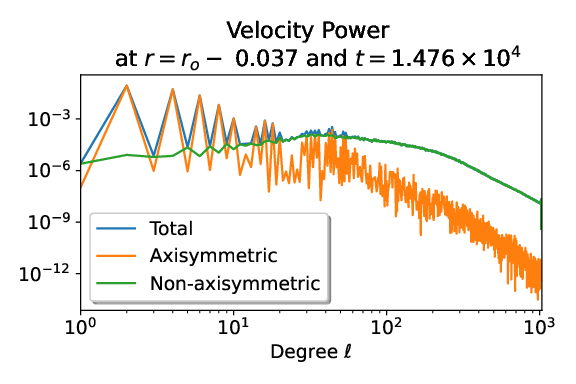 Velocity Power
at r = r_o − 0.037 and t = 1.476 × 10^4
10^−3
10^−6
10^−9
10^−12
Total
Axisymmetric
Non-axisymmetric
10^0 10^1 10^2 10^3
Degree ℓ